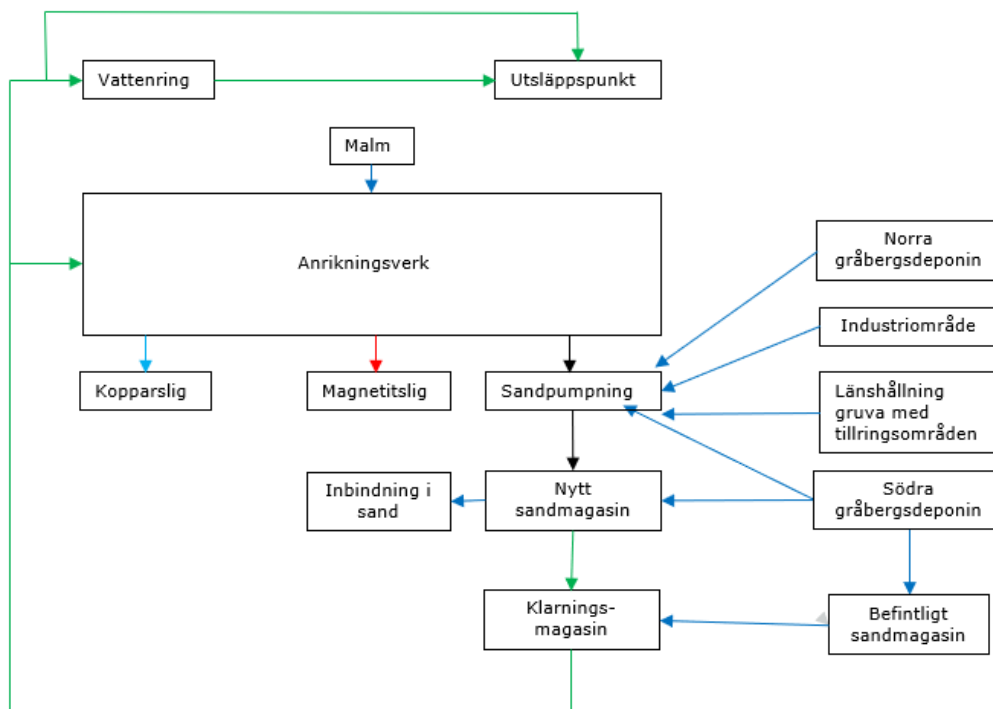 Vattenring
Utsläppspunkt
Malm
Anrikningsverk
Norra
gråbergsdeponin
Industriområde
Kopparslig
Magnetitslig
Sandpumpning
Länshållning
gruva med
tillringsområden
Inbindning i
sand
Nytt
sandmagasin
Södra
gråbergsdeponin
Klarnings-
magasin
Befintligt
sandmagasin